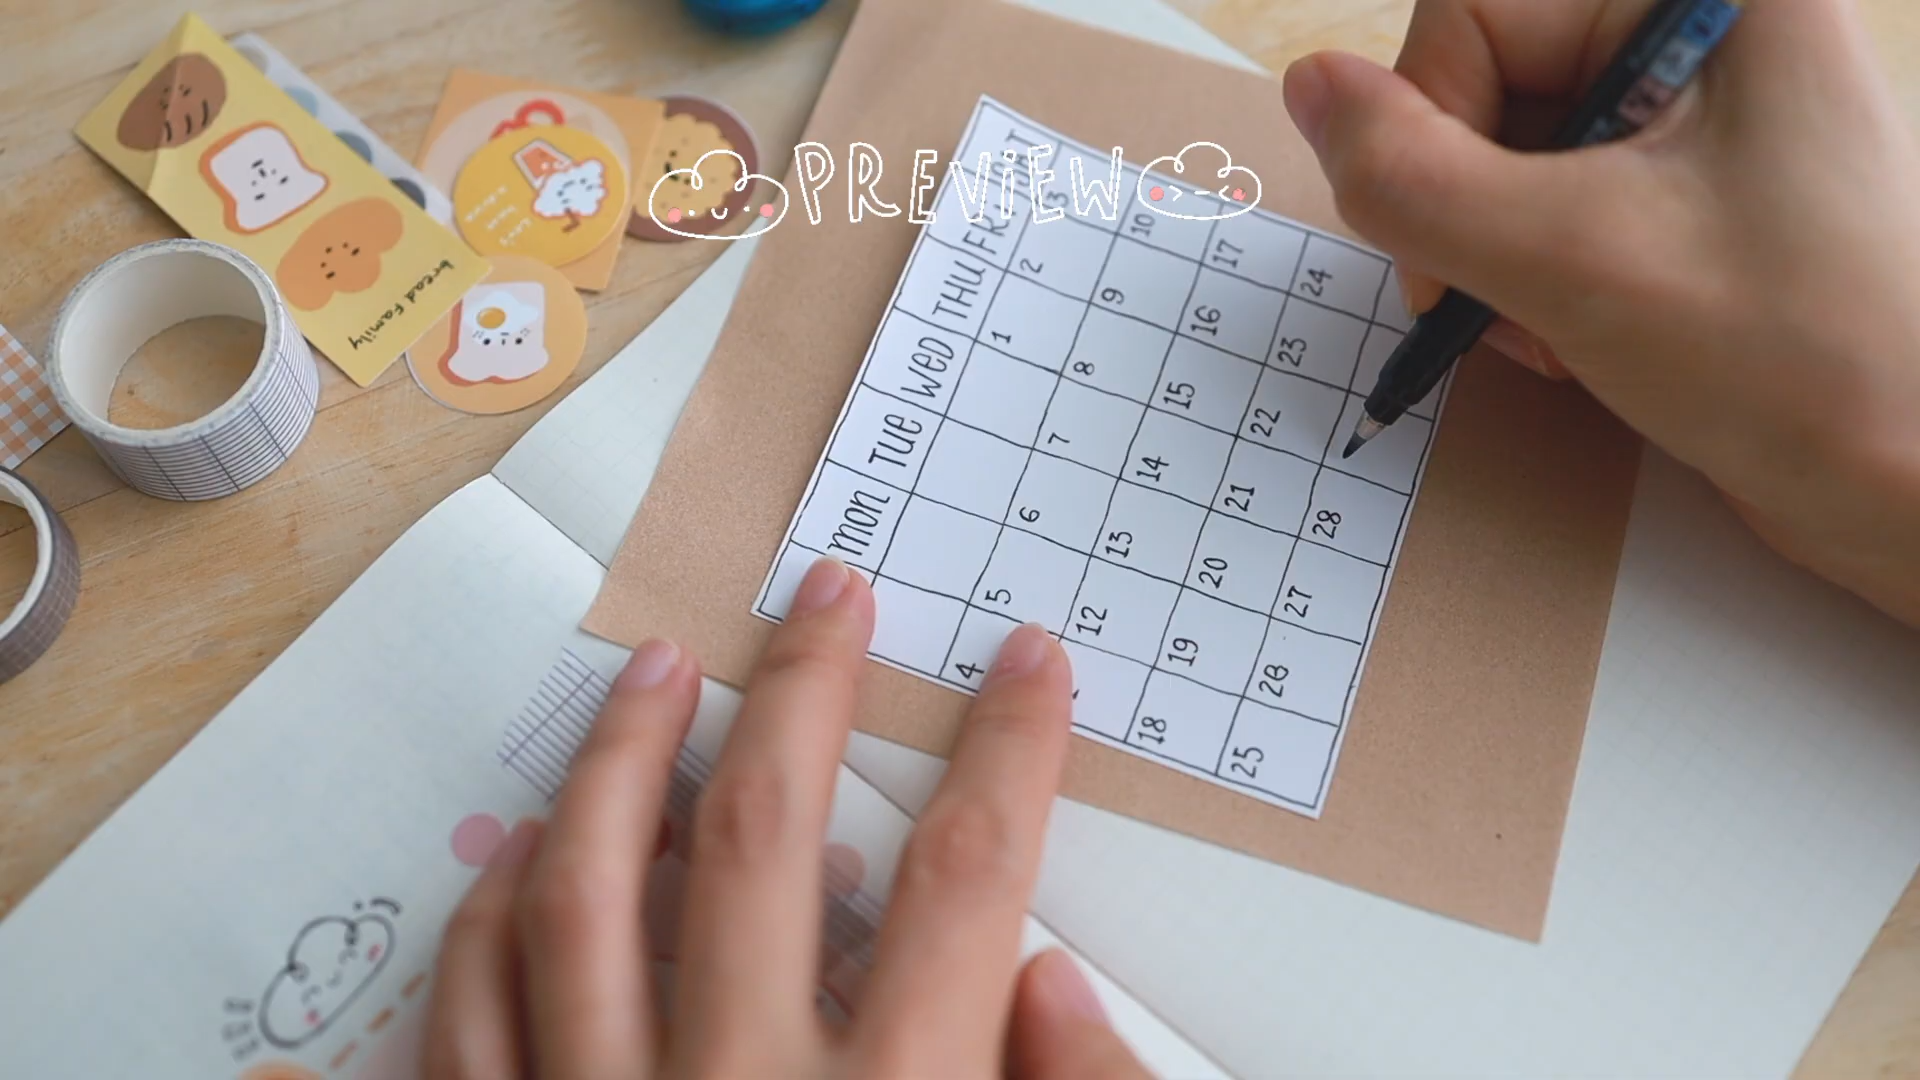 PREVIEW
mon TUE WED THU FRI
1 2 3
4 5 6 7 8 9 10
12 13 14 15 16 17
18 19 20 21 22 23 24
25 26 27 28
bread family